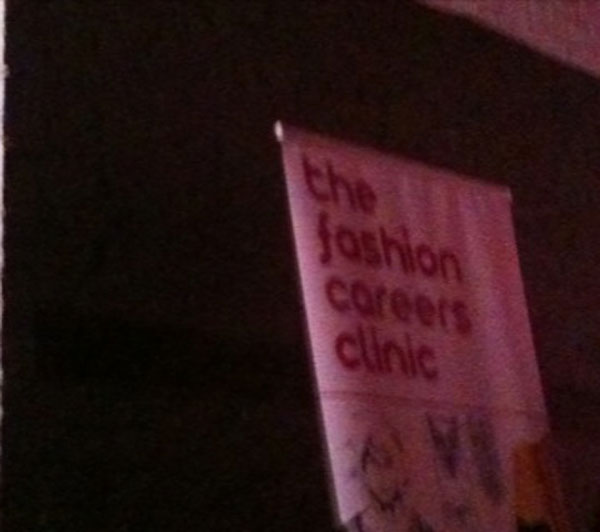 the
fashion
careers
clinic